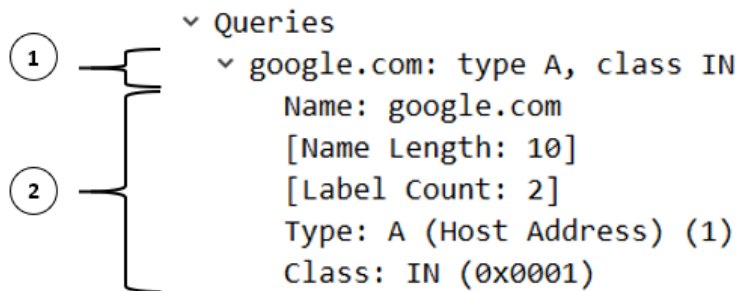 Queries
1
google.com: type A, class IN
Name: google.com
[Name Length: 10]
2
[Label Count: 2]
Type: A (Host Address) (1)
Class: IN (0x0001)